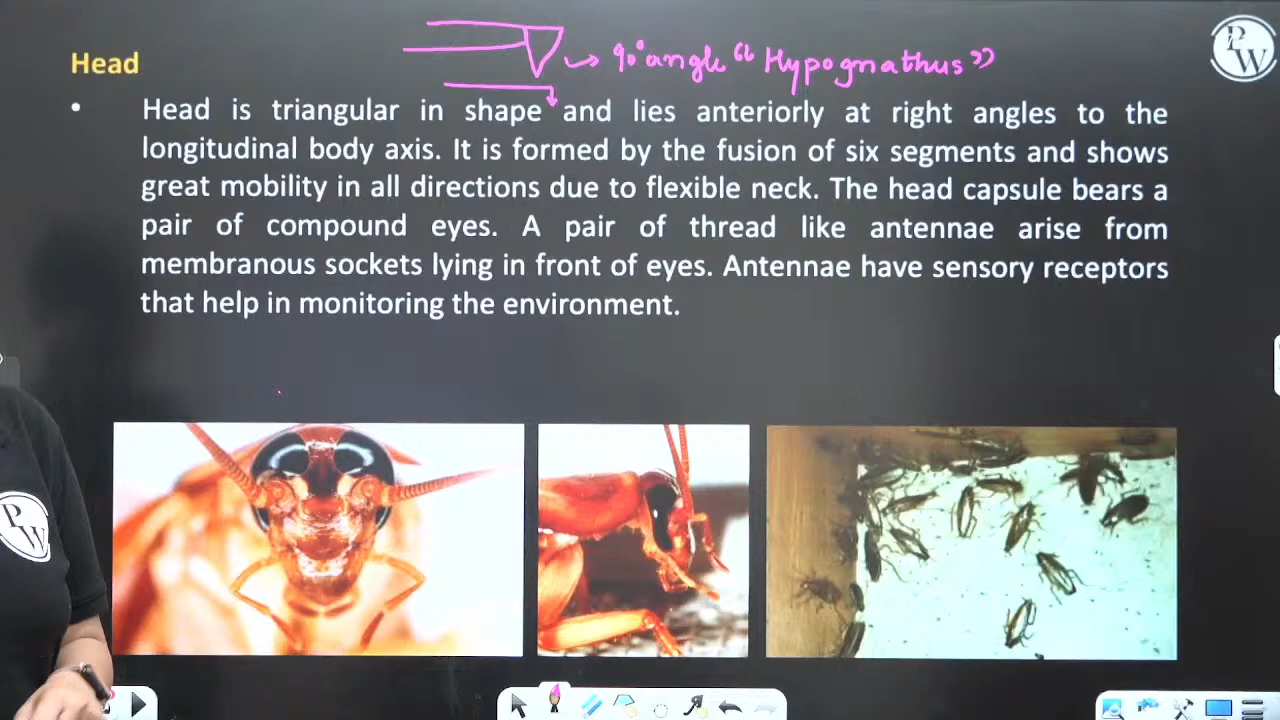 → 90° angle "Hypognathus"
PW
Head
• Head is triangular in shape and lies anteriorly at right angles to the
longitudinal body axis. It is formed by the fusion of six segments and shows
great mobility in all directions due to flexible neck. The head capsule bears a
pair of compound eyes. A pair of thread like antennae arise from
membranous sockets lying in front of eyes. Antennae have sensory receptors
that help in monitoring the environment.
PW